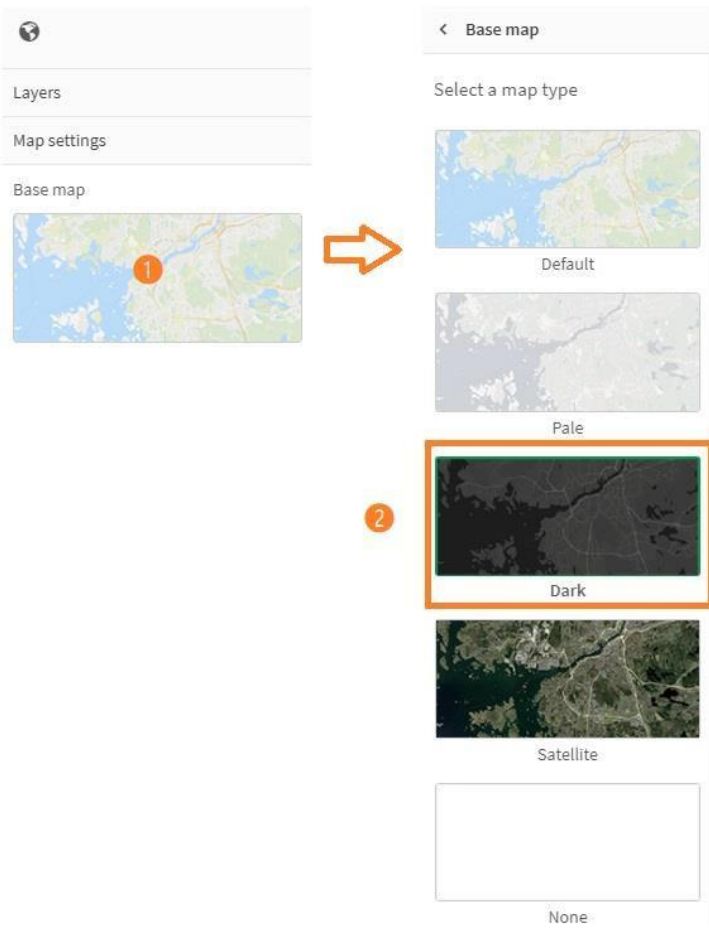 Layers
Map settings
Base map
1
Base map
Select a map type
Default
Pale
2
Dark
Satellite
None